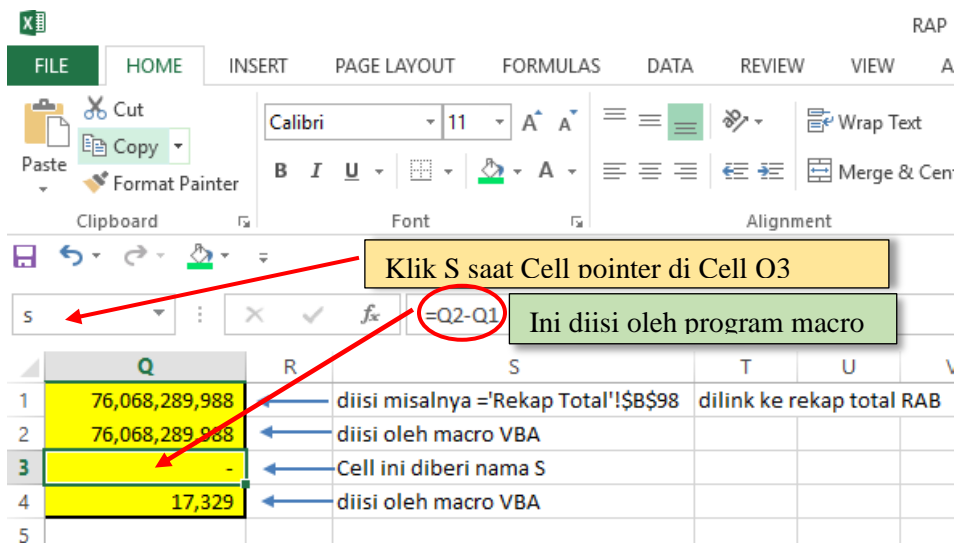 RAP
FILE HOME INSERT PAGE LAYOUT FORMULAS DATA REVIEW VIEW A
Cut
Copy
Paste
Format Painter
Calibri 11 A A
B I U A
Wrap Text
Merge & Cent
Clipboard Font Alignment
Klik S saat Cell pointer di Cell Q3
s fx =Q2-Q1
Ini diisi oleh program macro
Q R S T U V
1 76,068,289,988 diisi misalnya ='Rekap Total'!$B$98 dilink ke rekap total RAB
2 76,068,289,988 diisi oleh macro VBA
3 - Cell ini diberi nama S
4 17,329 diisi oleh macro VBA
5